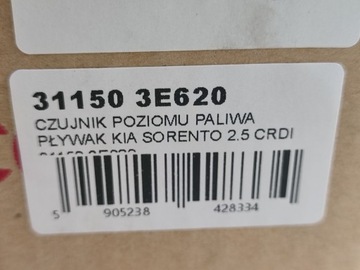 31150 3E620
CZUJNIK POZIOMU PALIWA
PŁYWAK KIA SORENTO 2.5 CRDI
5 905238 428334